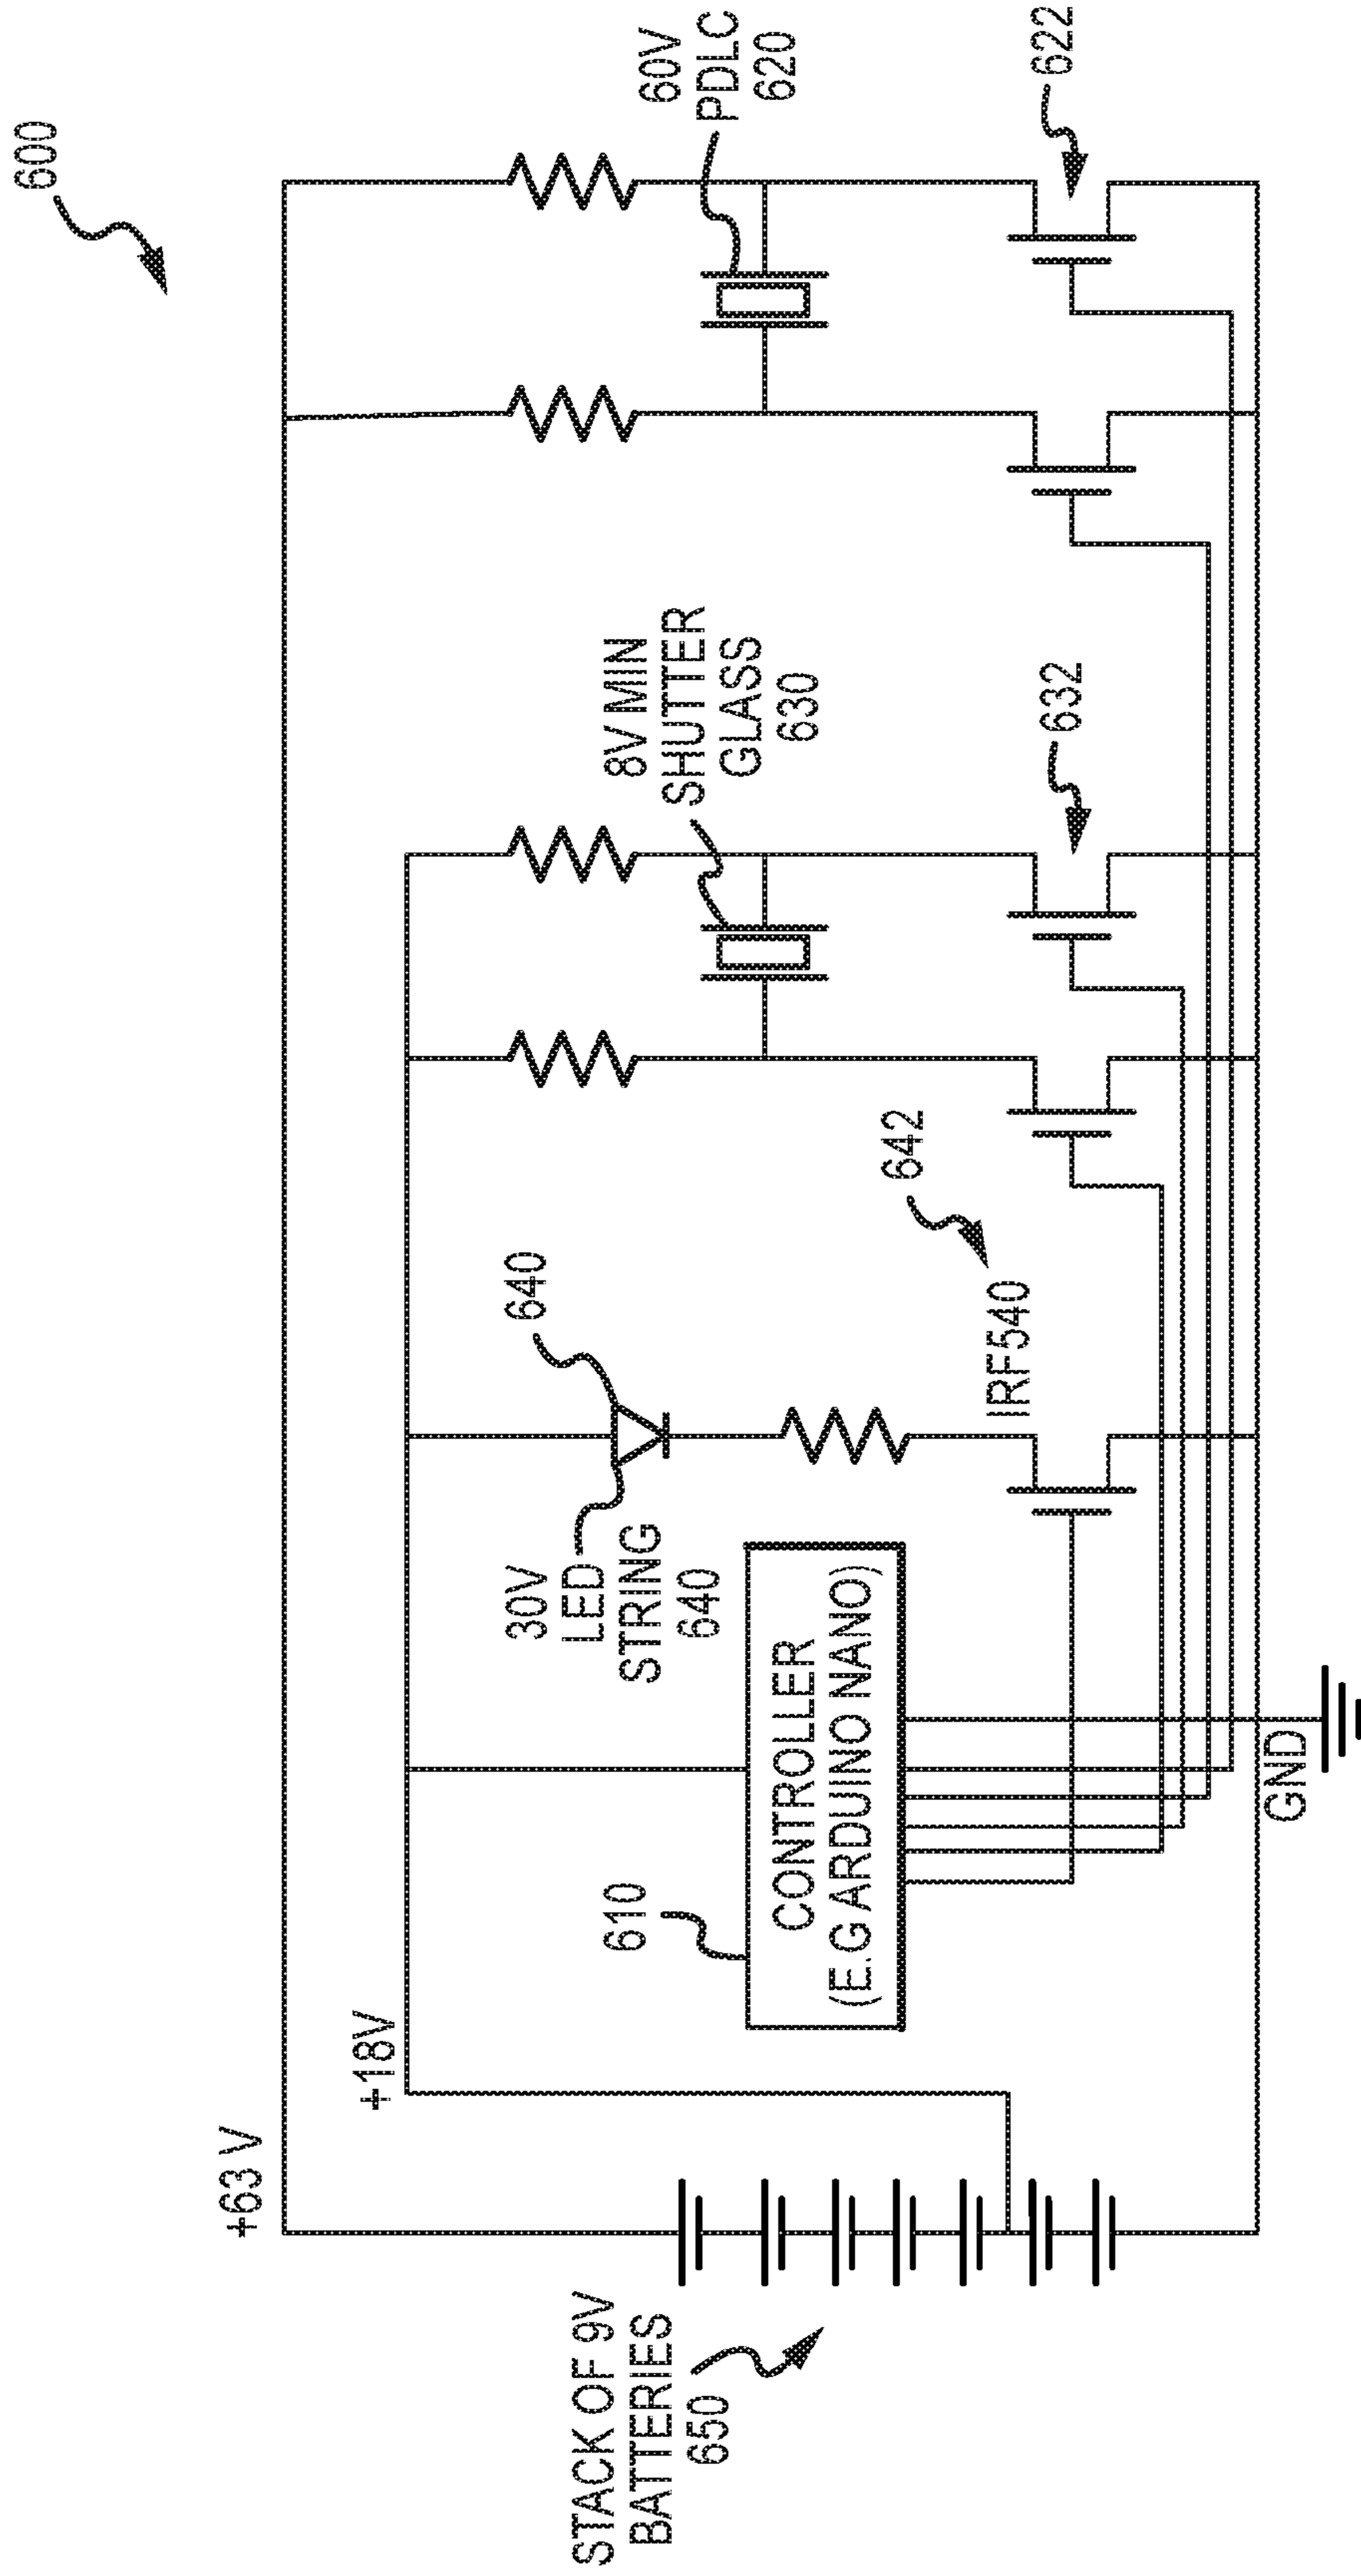 600
+63 V
+18V
STACK OF 9V
BATTERIES
650
610
CONTROLLER
(E.G ARDUINO NANO)
30V
LED
STRING
640
640
IRF540
642
8V MIN
SHUTTER
GLASS
630
632
60V
PDLC
620
622
GND